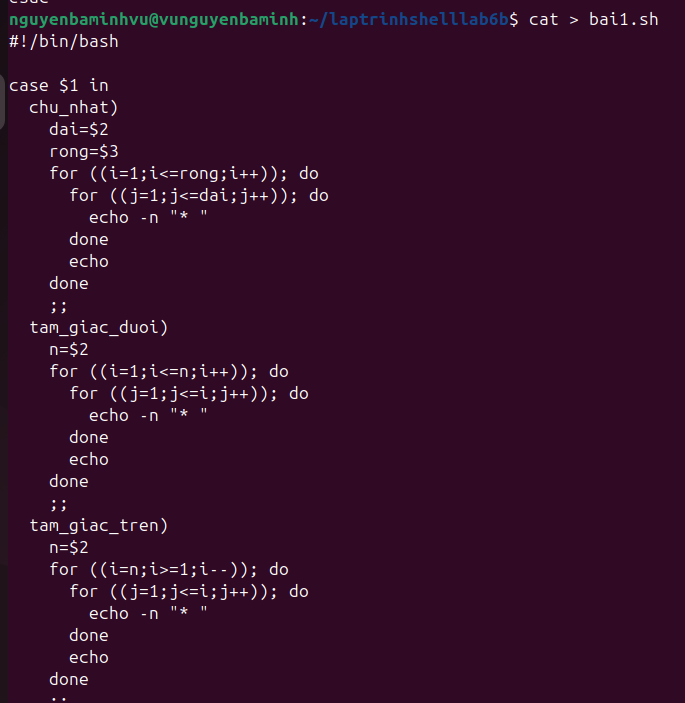 nguyenbaminhvu@vunguyenbaminh:~/laptrinhshelllab6b$ cat > bai1.sh
#!/bin/bash

case $1 in
  chu_nhat)
    dai=$2
    rong=$3
    for ((i=1;i<=rong;i++)); do
      for ((j=1;j<=dai;j++)); do
        echo -n "* "
      done
      echo
    done
    ;;
  tam_giac_duoi)
    n=$2
    for ((i=1;i<=n;i++)); do
      for ((j=1;j<=i;j++)); do
        echo -n "* "
      done
      echo
    done
    ;;
  tam_giac_tren)
    n=$2
    for ((i=n;i>=1;i--)); do
      for ((j=1;j<=i;j++)); do
        echo -n "* "
      done
      echo
    done